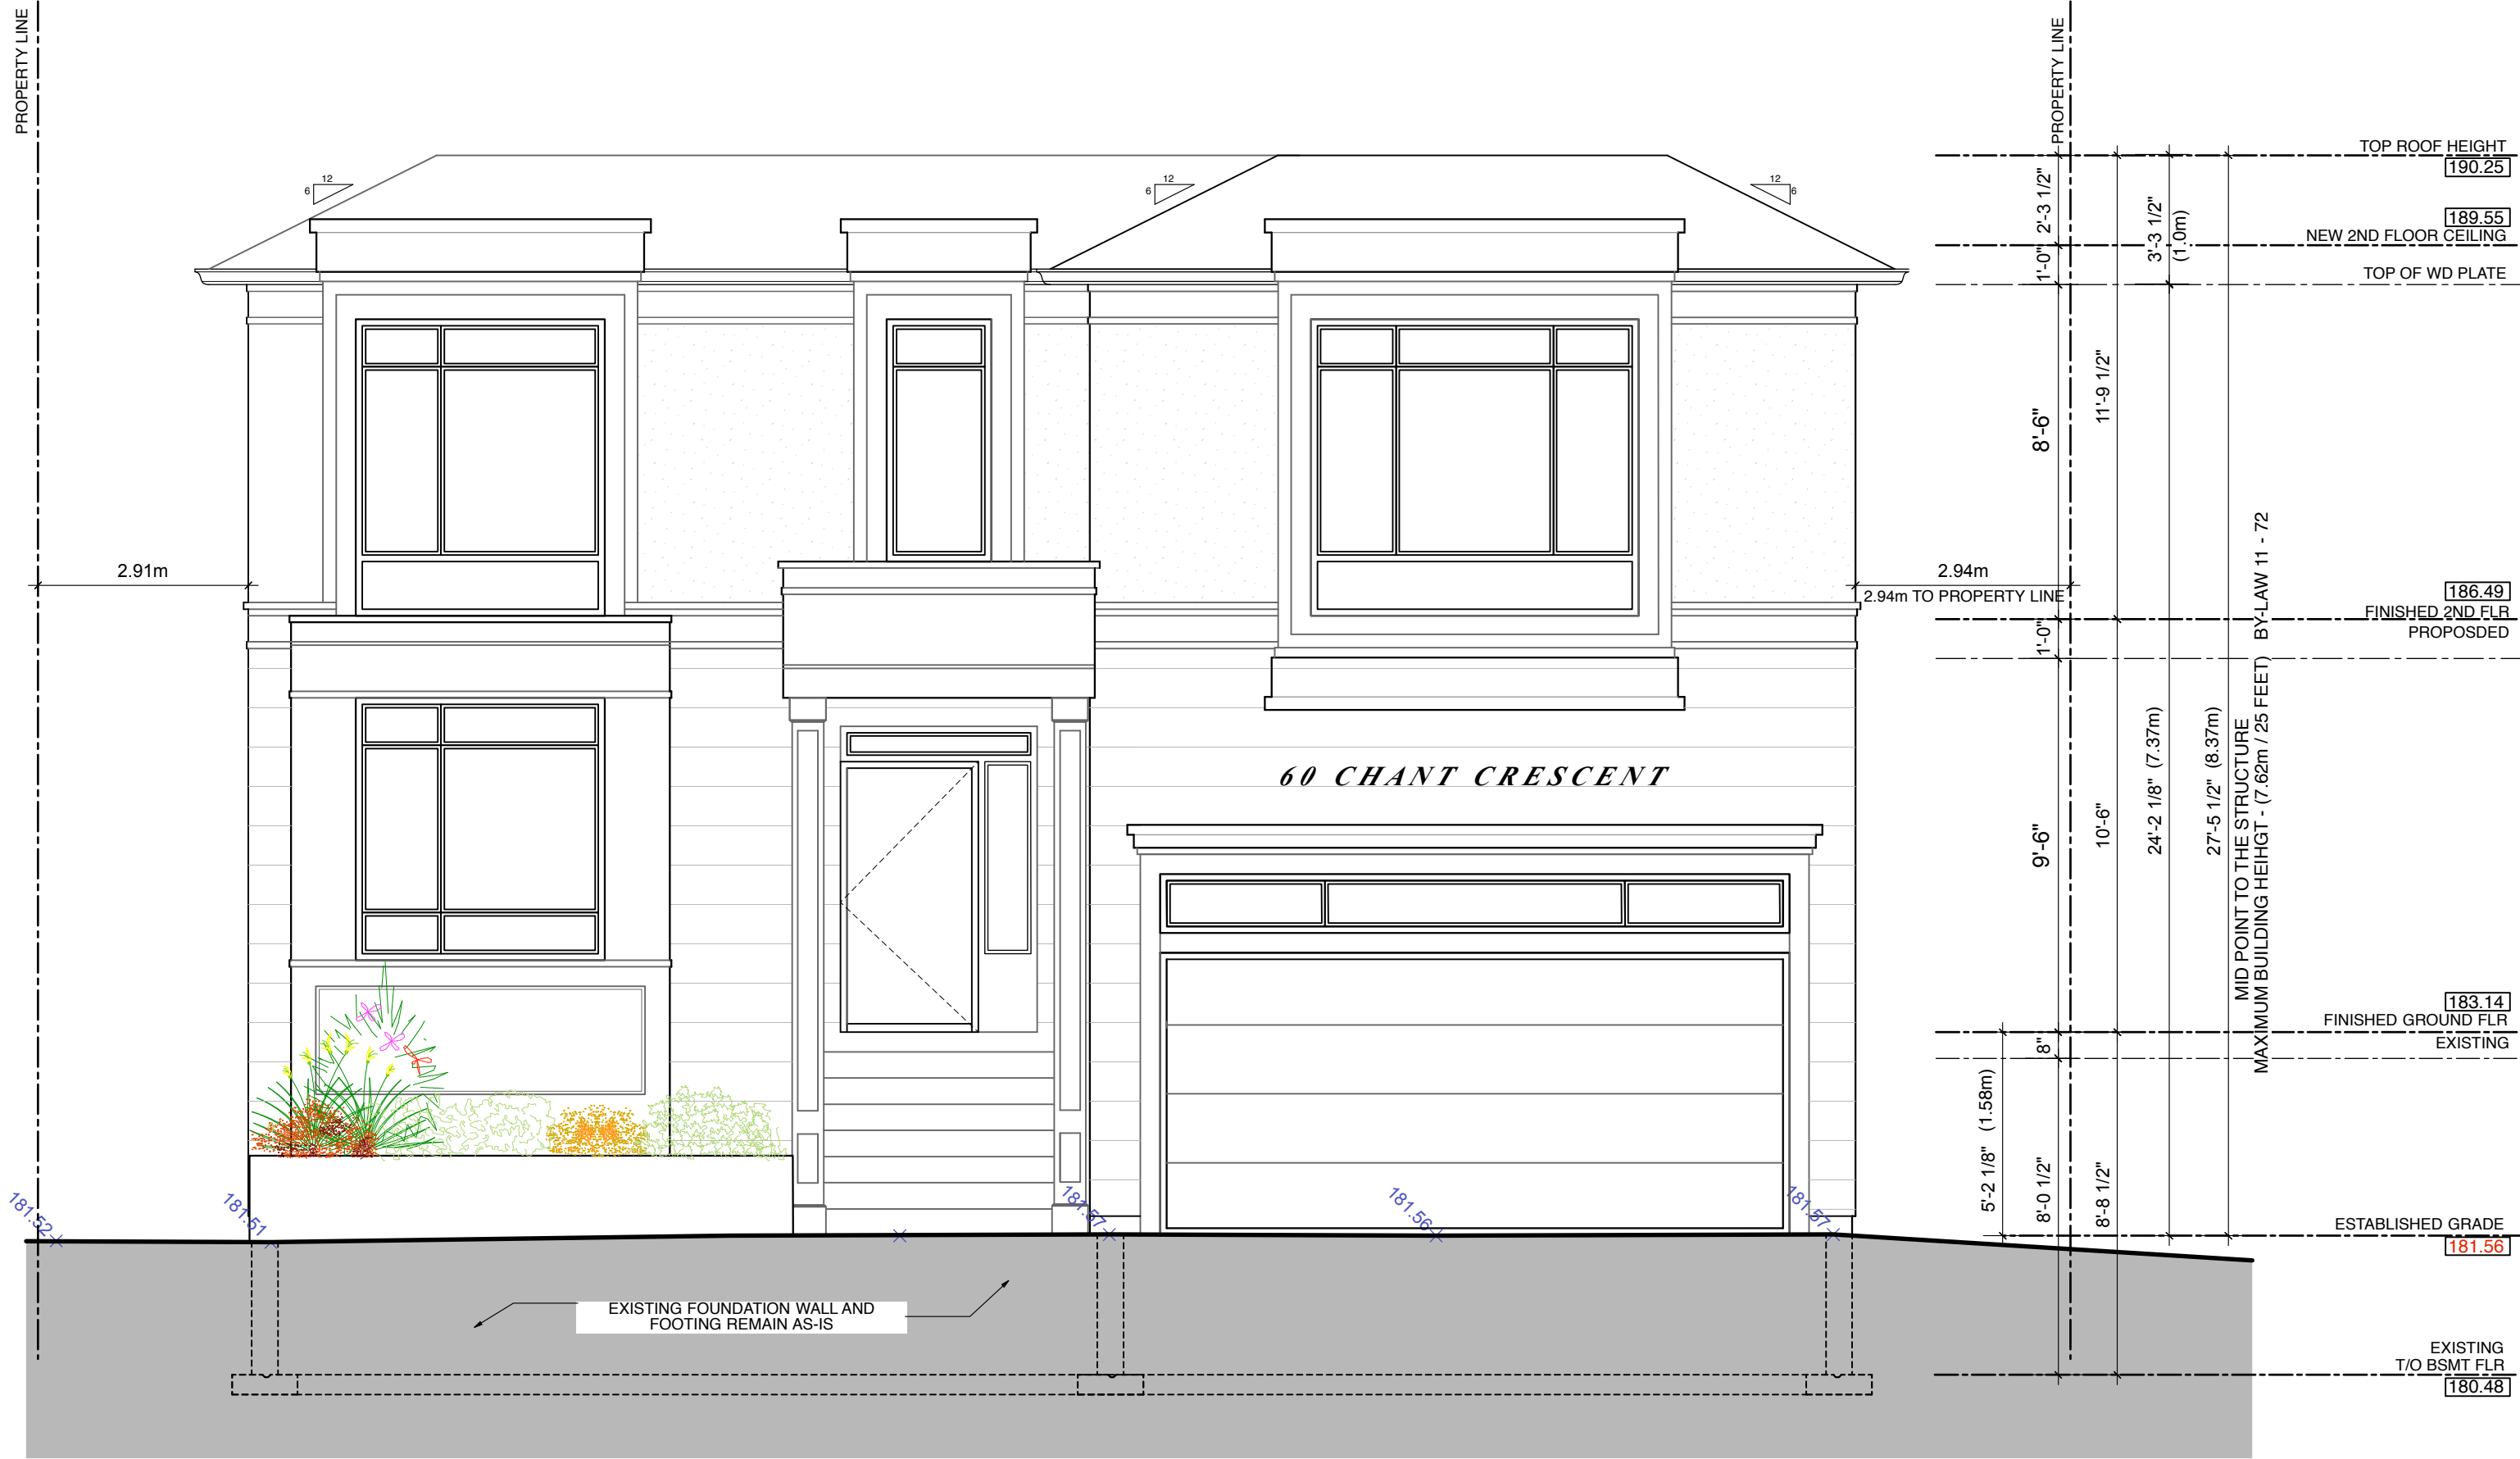 PROPERTY LINE
PROPERTY LINE
TOP ROOF HEIGHT
190.25
12
6
12
6
12
6
2'-3 1/2"
3'-3 1/2"
(1.0m)
189.55
NEW 2ND FLOOR CEILING
1'-0"
TOP OF WD PLATE
8'-6"
11'-9 1/2"
2.91m
2.94m
2.94m TO PROPERTY LINE
186.49
FINISHED 2ND FLR
PROPOSDED
1'-0"
60 CHANT CRESCENT
9'-6"
10'-6"
24'-2 1/8" (7.37m)
27'-5 1/2" (8.37m)
MID POINT TO THE STRUCTURE
MAXIMUM BUILDING HEIHGT - (7.62m / 25 FEET) BY-LAW 11 - 72
183.14
FINISHED GROUND FLR
EXISTING
8"
5'-2 1/8" (1.58m)
8'-0 1/2"
8'-8 1/2"
181.52
181.51
181.57
181.56
181.57
ESTABLISHED GRADE
181.56
EXISTING FOUNDATION WALL AND
FOOTING REMAIN AS-IS
EXISTING
T/O BSMT FLR
180.48